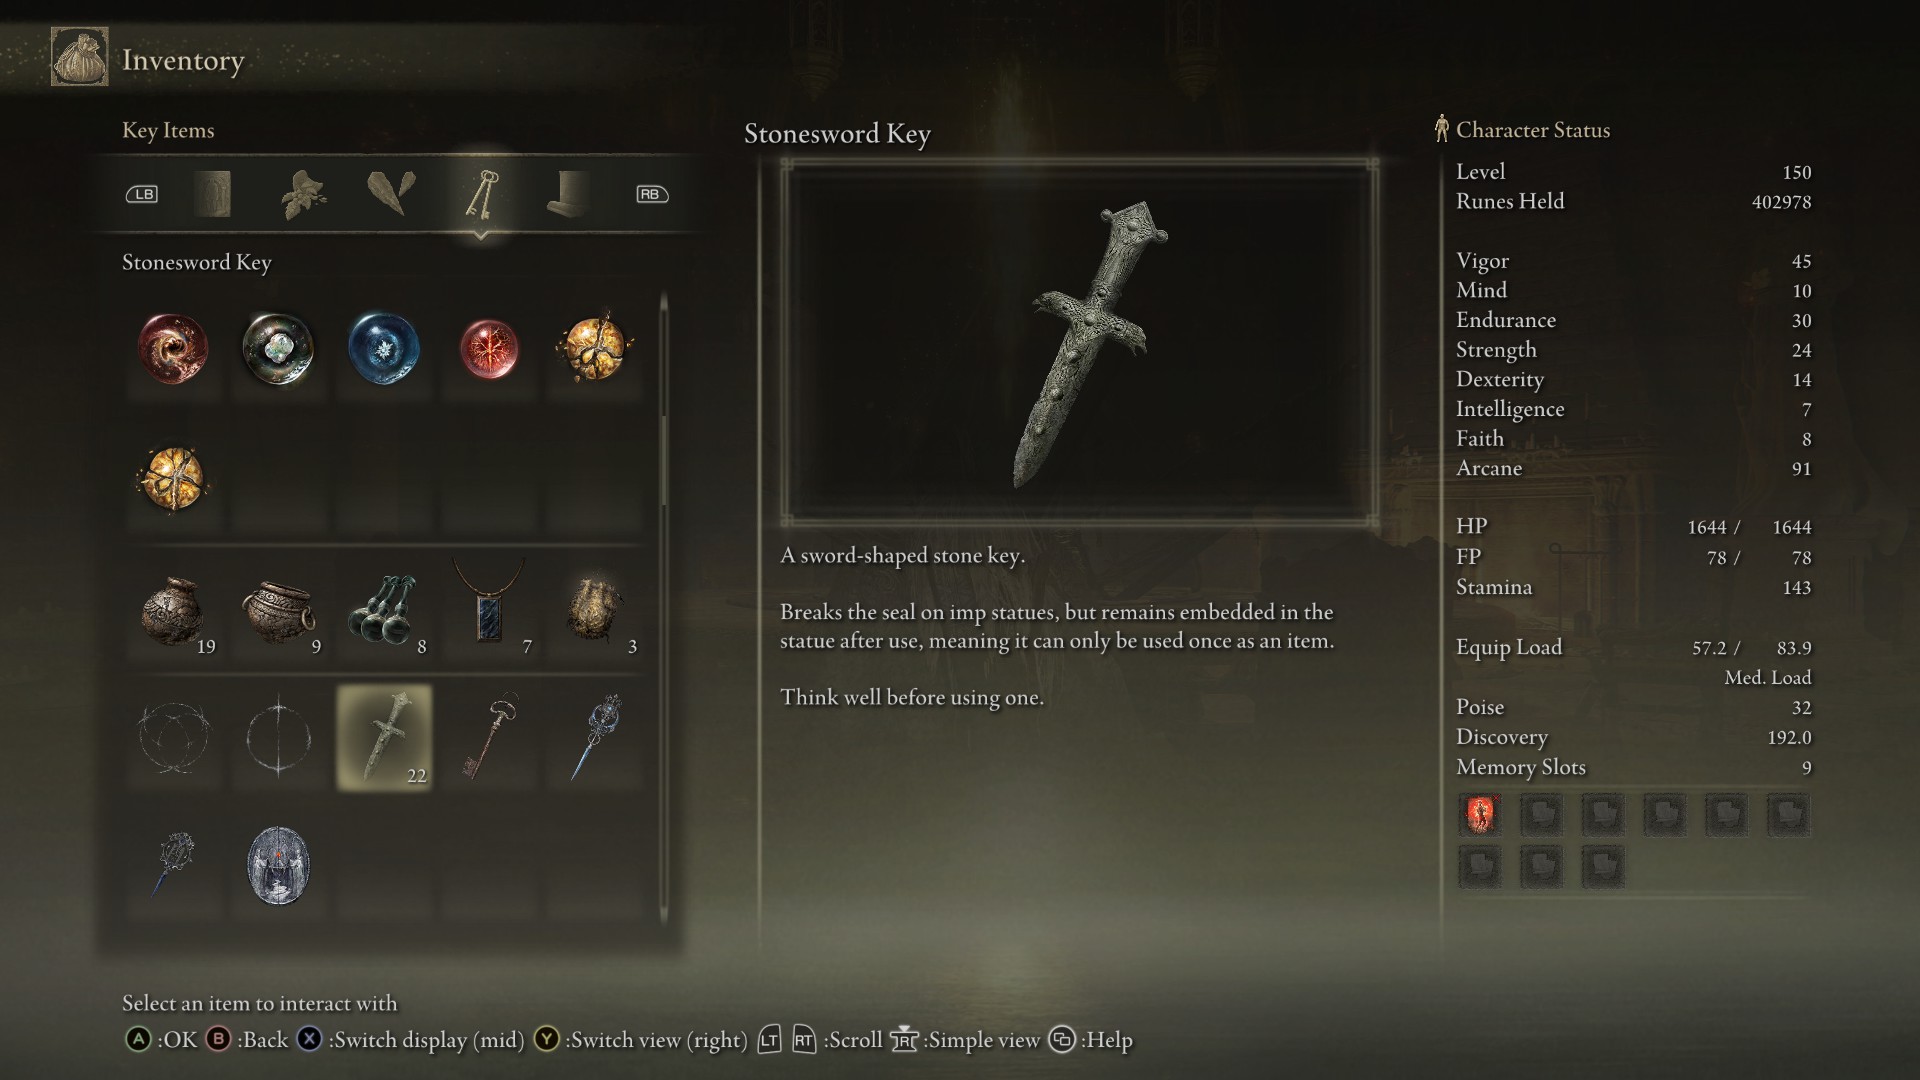 Inventory
Key Items
LB
RB
Stonesword Key
19
9
8
7
3
22
Stonesword Key
A sword-shaped stone key.
Breaks the seal on imp statues, but remains embedded in the
statue after use, meaning it can only be used once as an item.
Think well before using one.
Character Status
Level 150
Runes Held 402978
Vigor 45
Mind 10
Endurance 30
Strength 24
Dexterity 14
Intelligence 7
Faith 8
Arcane 91
HP 1644 / 1644
FP 78 / 78
Stamina 143
Equip Load 57.2 / 83.9
Med. Load
Poise 32
Discovery 192.0
Memory Slots 9
Select an item to interact with
A :OK B :Back X :Switch display (mid) Y :Switch view (right) LT RT :Scroll R :Simple view :Help